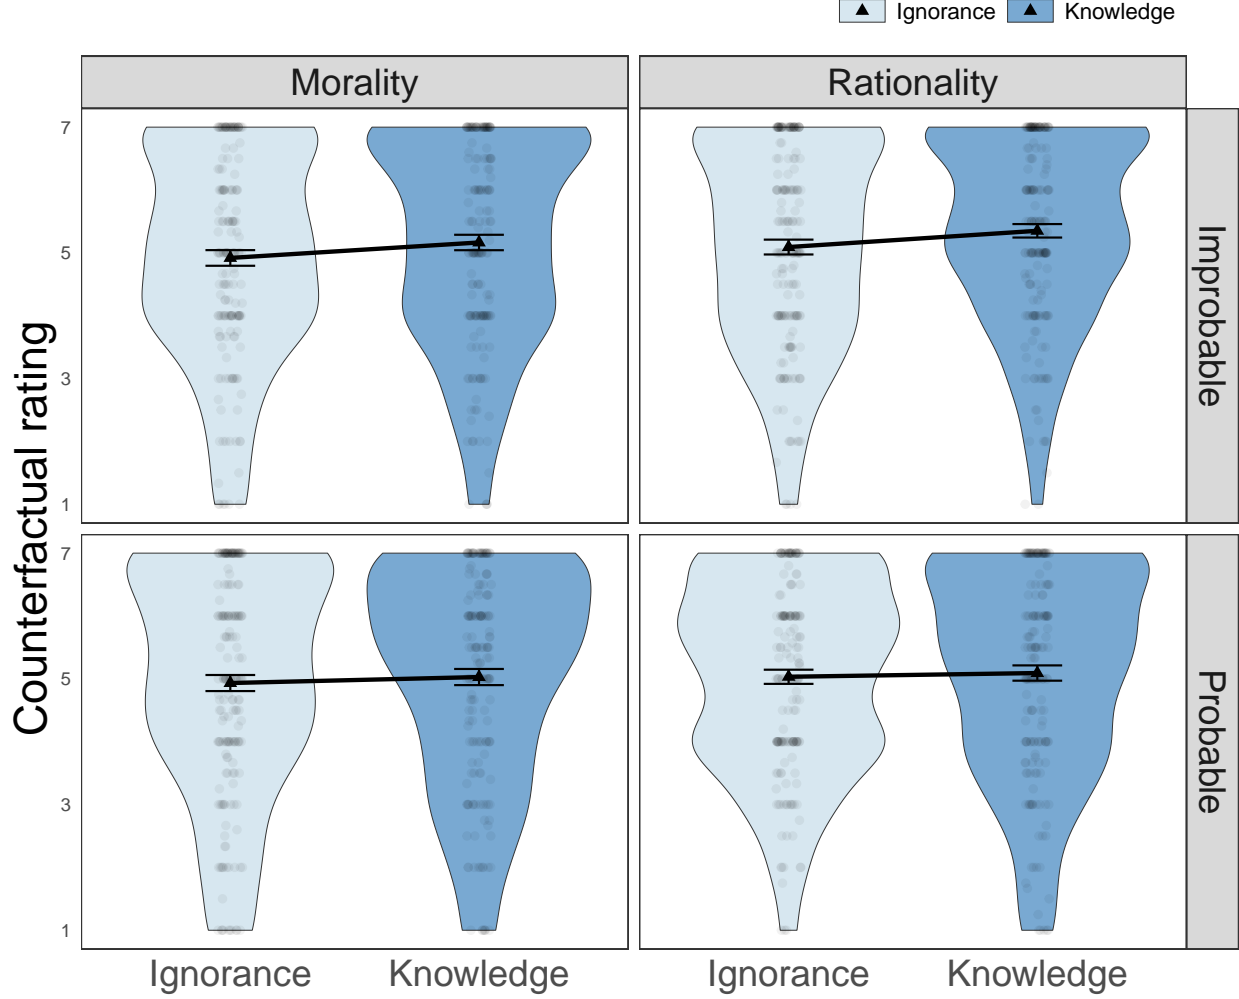 Ignorance Knowledge
Morality Rationality
Counterfactual rating
7
5
3
1
Improbable
7
5
3
1
Probable
Ignorance Knowledge Ignorance Knowledge